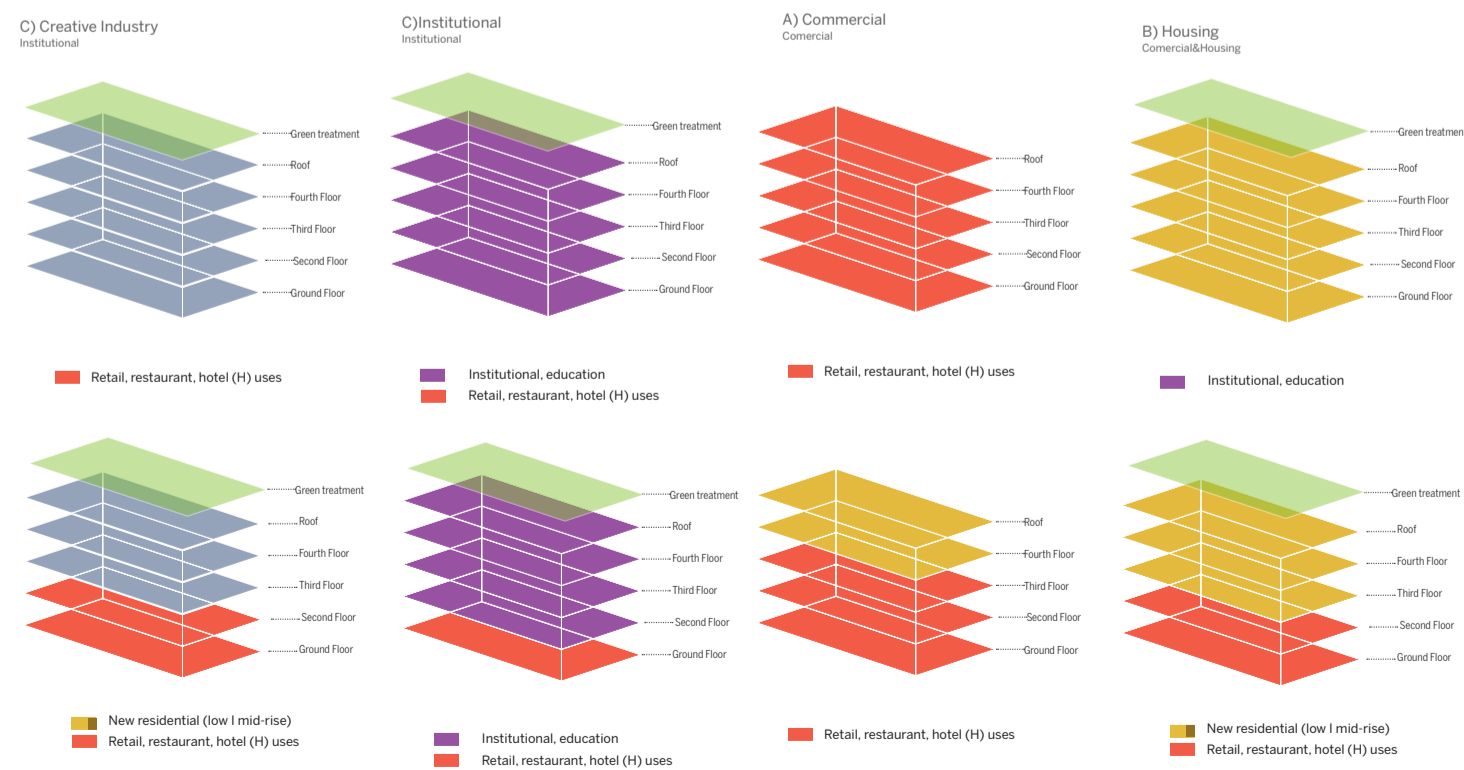 C) Creative Industry
Institutional
Green treatment
Roof
Fourth Floor
Third Floor
Second Floor
Ground Floor
Retail, restaurant, hotel (H) uses
C)Institutional
Institutional
Green treatment
Roof
Fourth Floor
Third Floor
Second Floor
Ground Floor
Institutional, education
Retail, restaurant, hotel (H) uses
A) Commercial
Comercial
Roof
Fourth Floor
Third Floor
Second Floor
Ground Floor
Retail, restaurant, hotel (H) uses
B) Housing
Comercial&Housing
Green treatmen
Roof
Fourth Floor
Third Floor
Second Floor
Ground Floor
Institutional, education
Green treatment
Roof
Fourth Floor
Third Floor
Second Floor
Ground Floor
New residential (low I mid-rise)
Retail, restaurant, hotel (H) uses
Green treatment
Roof
Fourth Floor
Third Floor
Second Floor
Ground Floor
Institutional, education
Retail, restaurant, hotel (H) uses
Roof
Fourth Floor
Third Floor
Second Floor
Ground Floor
Retail, restaurant, hotel (H) uses
Green treatment
Roof
Fourth Floor
Third Floor
Second Floor
Ground Floor
New residential (low I mid-rise)
Retail, restaurant, hotel (H) uses